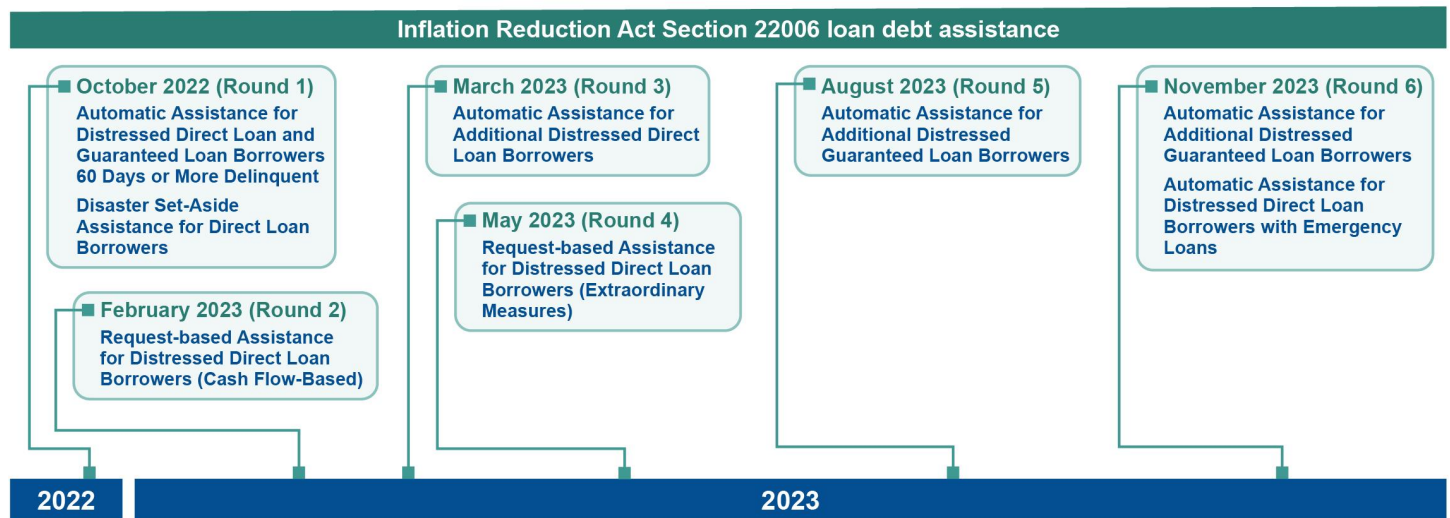 Inflation Reduction Act Section 22006 loan debt assistance
October 2022 (Round 1)
Automatic Assistance for
Distressed Direct Loan and
Guaranteed Loan Borrowers
60 Days or More Delinquent
Disaster Set-Aside
Assistance for Direct Loan
Borrowers
February 2023 (Round 2)
Request-based Assistance
for Distressed Direct Loan
Borrowers (Cash Flow-Based)
March 2023 (Round 3)
Automatic Assistance for
Additional Distressed Direct
Loan Borrowers
May 2023 (Round 4)
Request-based Assistance
for Distressed Direct Loan
Borrowers (Extraordinary
Measures)
August 2023 (Round 5)
Automatic Assistance for
Additional Distressed
Guaranteed Loan Borrowers
November 2023 (Round 6)
Automatic Assistance for
Additional Distressed
Guaranteed Loan Borrowers
Automatic Assistance for
Distressed Direct Loan
Borrowers with Emergency
Loans
2022
2023